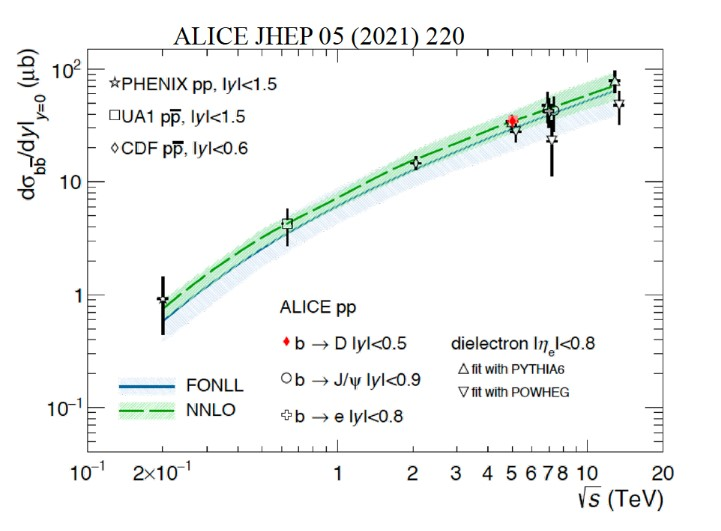 ALICE JHEP 05 (2021) 220
dσbb̅/dy|y=0 (μb)
10²
10
1
10⁻¹
☆PHENIX pp, |y|<1.5
□UA1 pp̅, |y|<1.5
◊CDF pp̅, |y|<0.6
ALICE pp
♦ b → D |y|<0.5
○ b → J/ψ |y|<0.9
✚ b → e |y|<0.8
dielectron |ηe|<0.8
△ fit with PYTHIA6
▽ fit with POWHEG
FONLL
NNLO
10⁻¹ 2×10⁻¹ 1 2 3 4 5 6 7 8 10 20
√s (TeV)